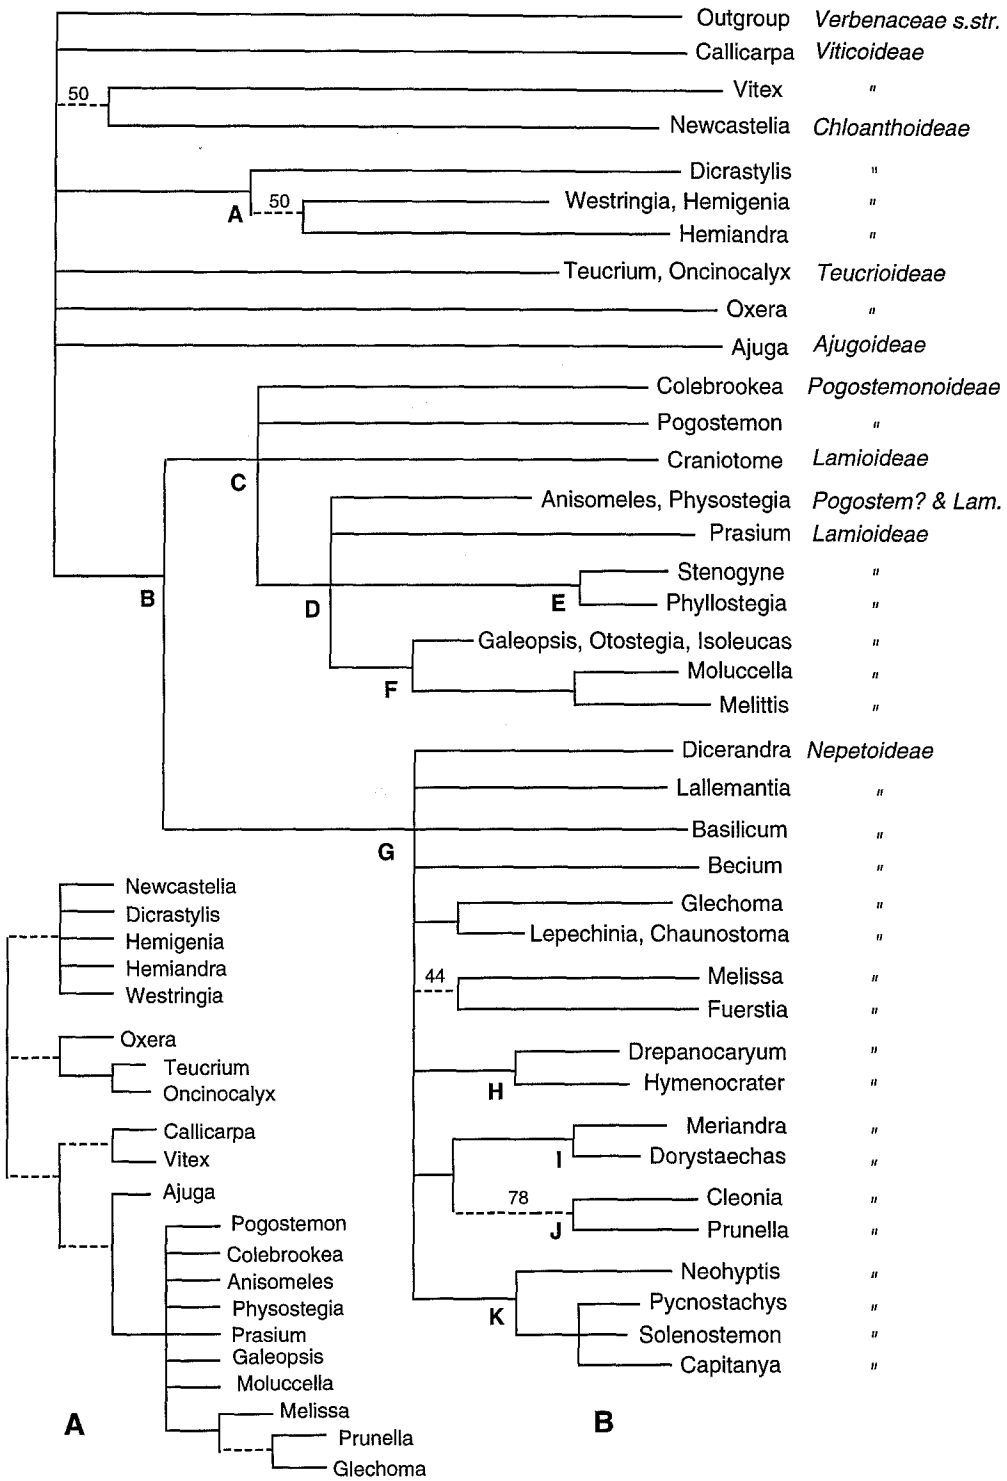 Outgroup Verbenaceae s.str.
Callicarpa Viticoideae
50
Vitex "
Newcastelia Chloanthoideae
Dicrastylis "
50
Westringia, Hemigenia "
A
Hemiandra "
Teucrium, Oncinocalyx Teucrioideae
Oxera "
Ajuga Ajugoideae
Colebrookea Pogostemonoideae
Pogostemon "
Craniotome Lamioideae
C
Anisomeles, Physostegia Pogostem? & Lam.
Prasium Lamioideae
Stenogyne "
B
D
E
Phyllostegia "
Galeopsis, Otostegia, Isoleucas "
Moluccella "
F
Melittis "
Dicerandra Nepetoideae
Lallemantia "
Basilicum "
G
Becium "
Glechoma "
Lepechinia, Chaunostoma "
44
Melissa "
Fuerstia "
Drepanocaryum "
H
Hymenocrater "
Meriandra "
I
Dorystaechas "
78
Cleonia "
J
Prunella "
Neohyptis "
K
Pycnostachys "
Solenostemon "
Capitanya "
B
Newcastelia
Dicrastylis
Hemigenia
Hemiandra
Westringia
Oxera
Teucrium
Oncinocalyx
Callicarpa
Vitex
Ajuga
Pogostemon
Colebrookea
Anisomeles
Physostegia
Prasium
Galeopsis
Moluccella
Melissa
Prunella
Glechoma
A